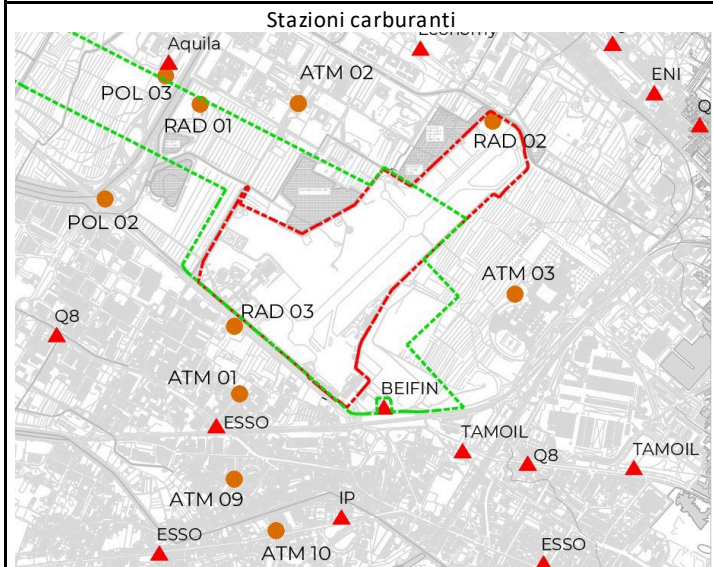 Stazioni carburanti
Aquila
Economy
ATM 02
POL 03
ENI
RAD 01
Q
RAD 02
POL 02
ATM 03
Q8
RAD 03
ATM 01
BEIFIN
ESSO
TAMOIL
Q8
TAMOIL
ATM 09
IP
ESSO
ATM 10
ESSO